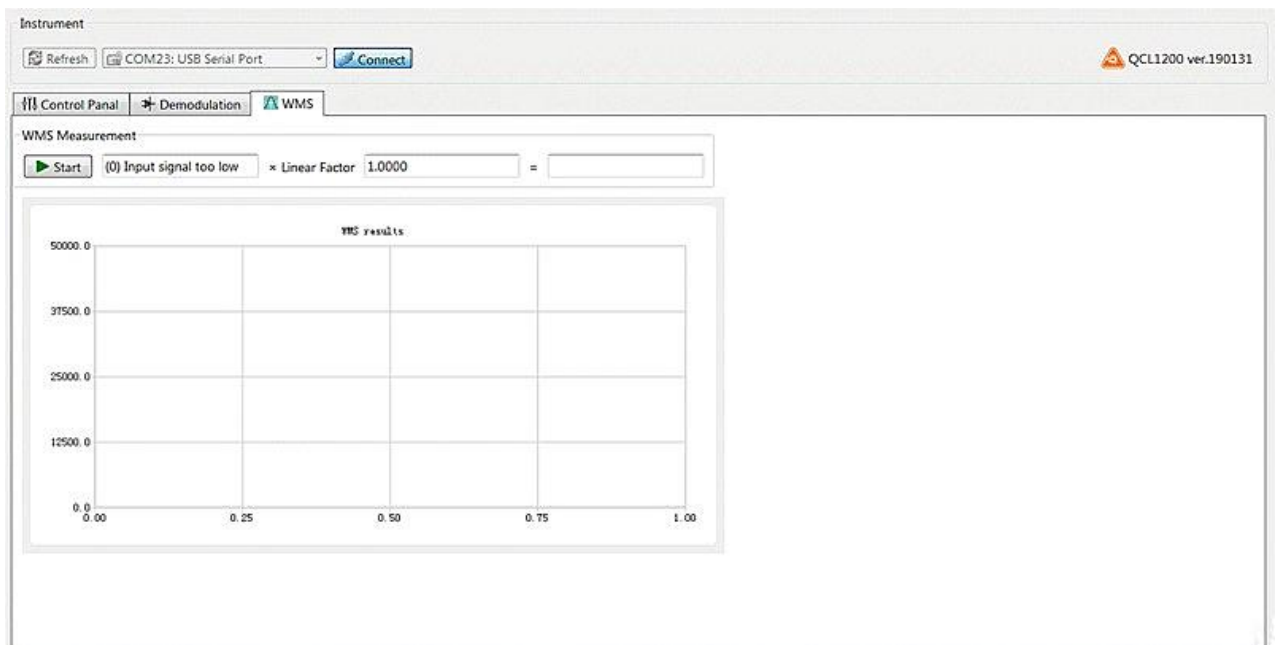 Instrument
Refresh COM23: USB Serial Port Connect QCL1200 ver.190131
Control Panal Demodulation WMS
WMS Measurement
Start (0) Input signal too low × Linear Factor 1.0000 =
WMS results
50000.0
37500.0
25000.0
12500.0
0.0
0.00 0.25 0.50 0.75 1.00